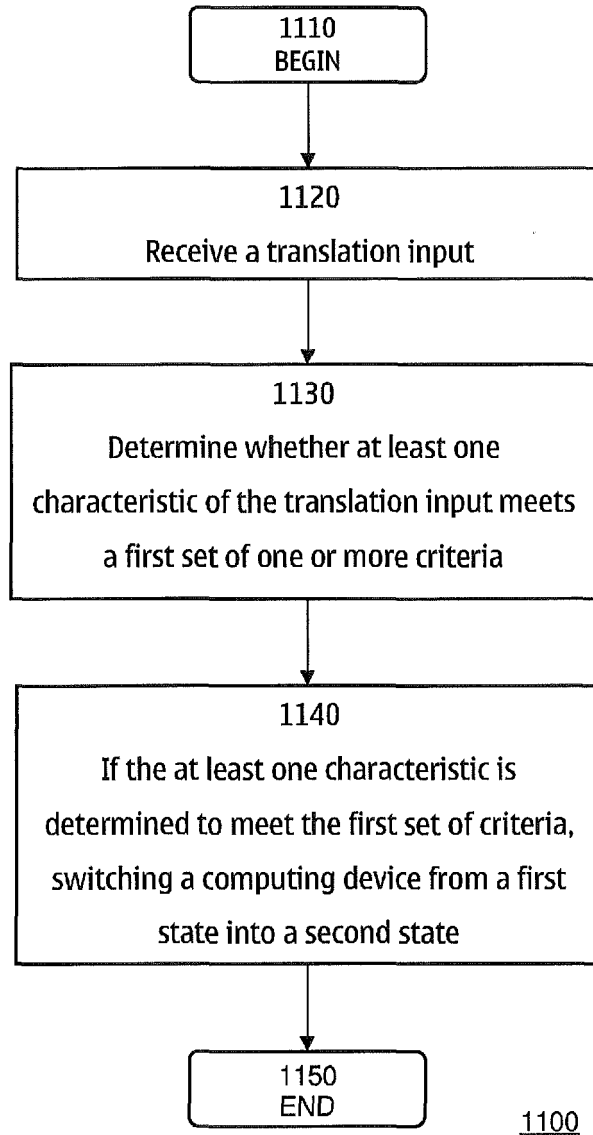 1110
BEGIN
1120
Receive a translation input
1130
Determine whether at least one
characteristic of the translation input meets
a first set of one or more criteria
1140
If the at least one characteristic is
determined to meet the first set of criteria,
switching a computing device from a first
state into a second state
1150
END
1100